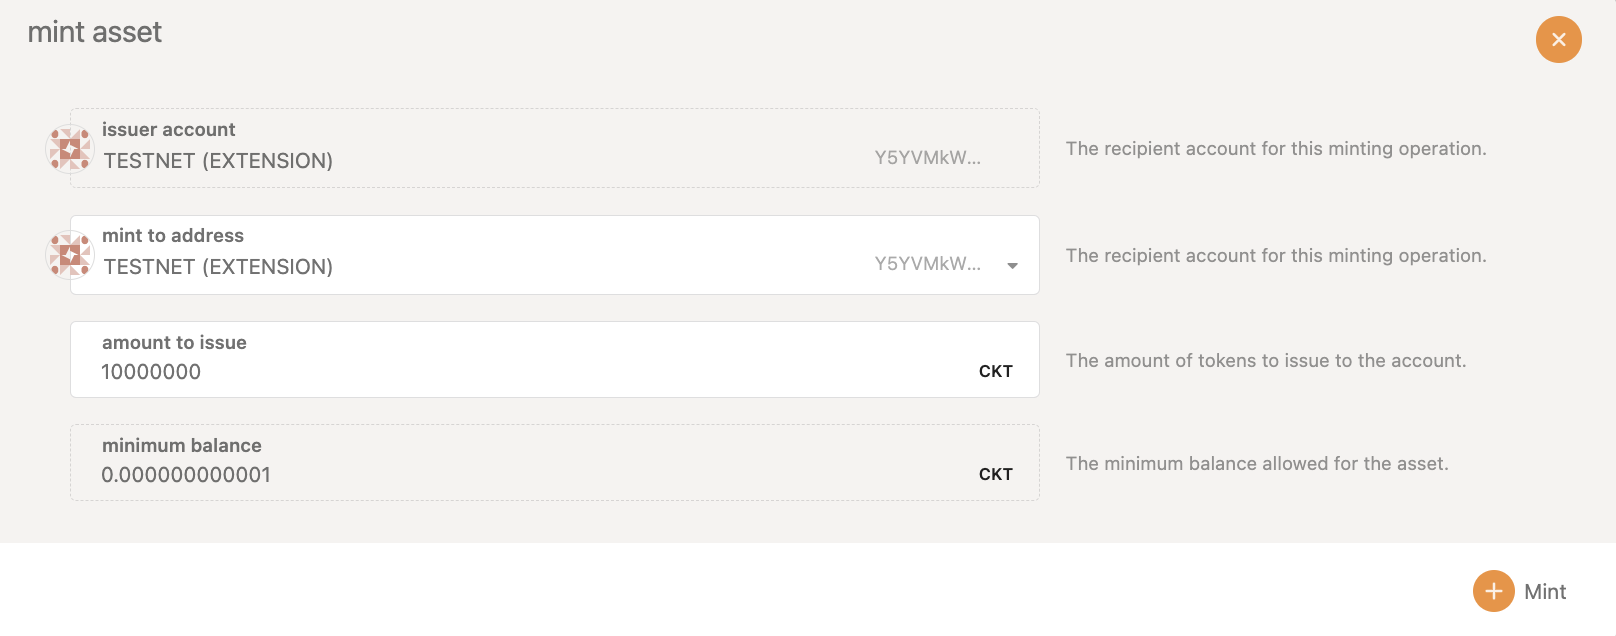 mint asset
issuer account
TESTNET (EXTENSION)
Y5YVMkW...
The recipient account for this minting operation.
mint to address
TESTNET (EXTENSION)
Y5YVMkW...
The recipient account for this minting operation.
amount to issue
10000000
CKT
The amount of tokens to issue to the account.
minimum balance
0.000000000001
CKT
The minimum balance allowed for the asset.
Mint